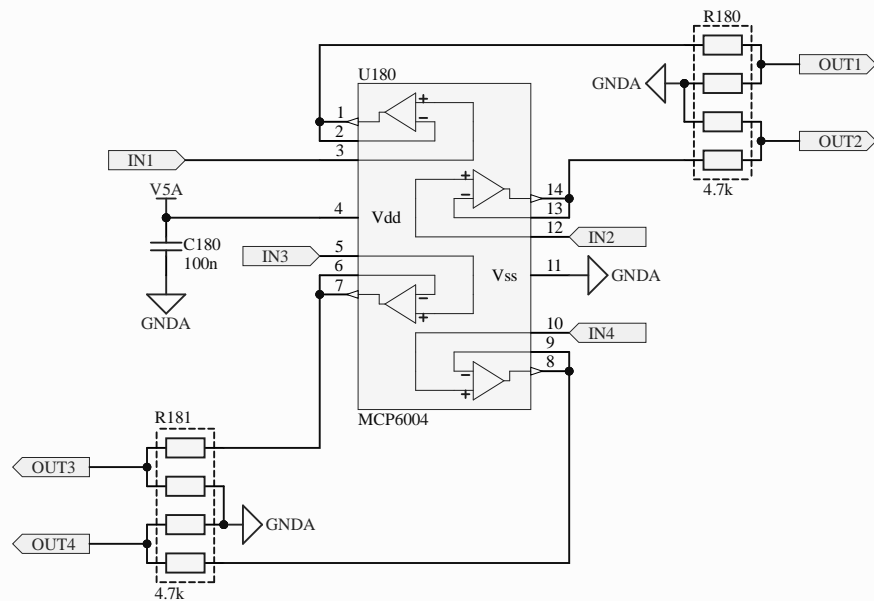 R180
OUT1
GNDA
OUT2
4.7k
U180
1
2
3
IN1
14
13
12
IN2
V5A
4
Vdd
C180
100n
GNDA
IN3
5
6
7
Vss
11
GNDA
10
IN4
9
8
MCP6004
R181
OUT3
GNDA
OUT4
4.7k